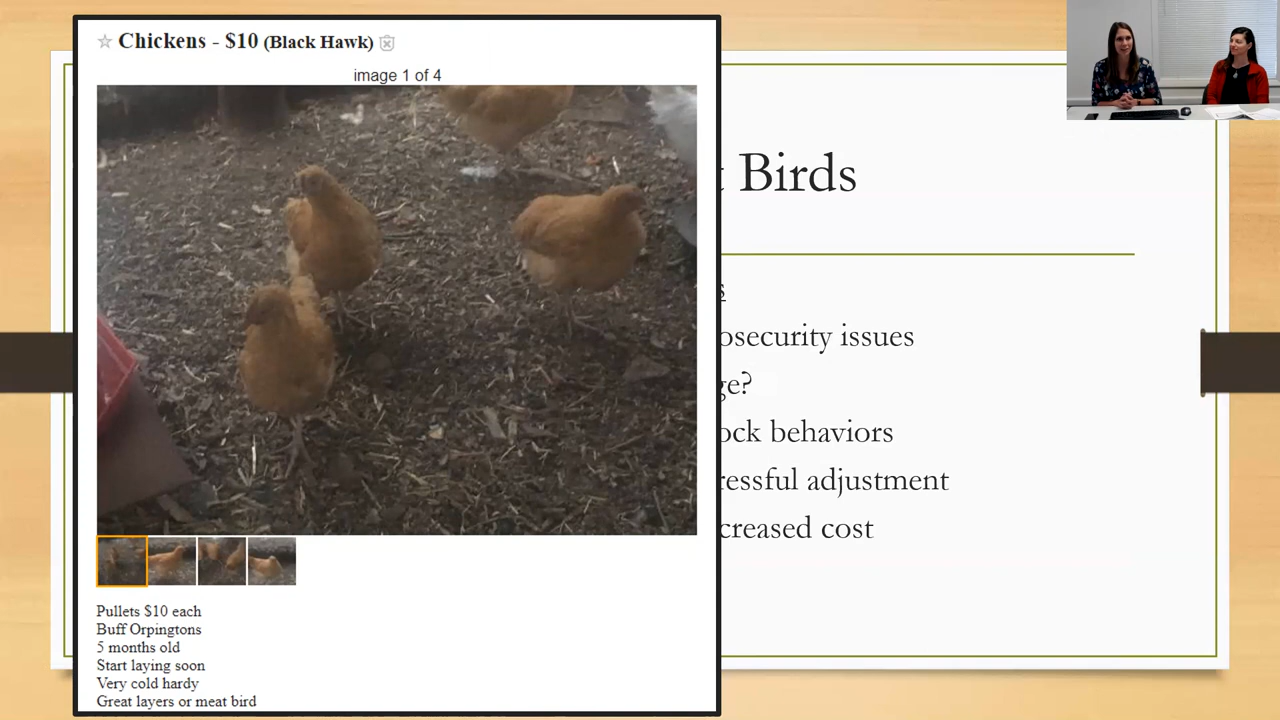 ☆ Chickens - $10 (Black Hawk)
image 1 of 4
Pullets $10 each
Buff Orpingtons
5 months old
Start laying soon
Very cold hardy
Great layers or meat bird
Birds
osecurity issues
ge?
ock behaviors
ressful adjustment
creased cost